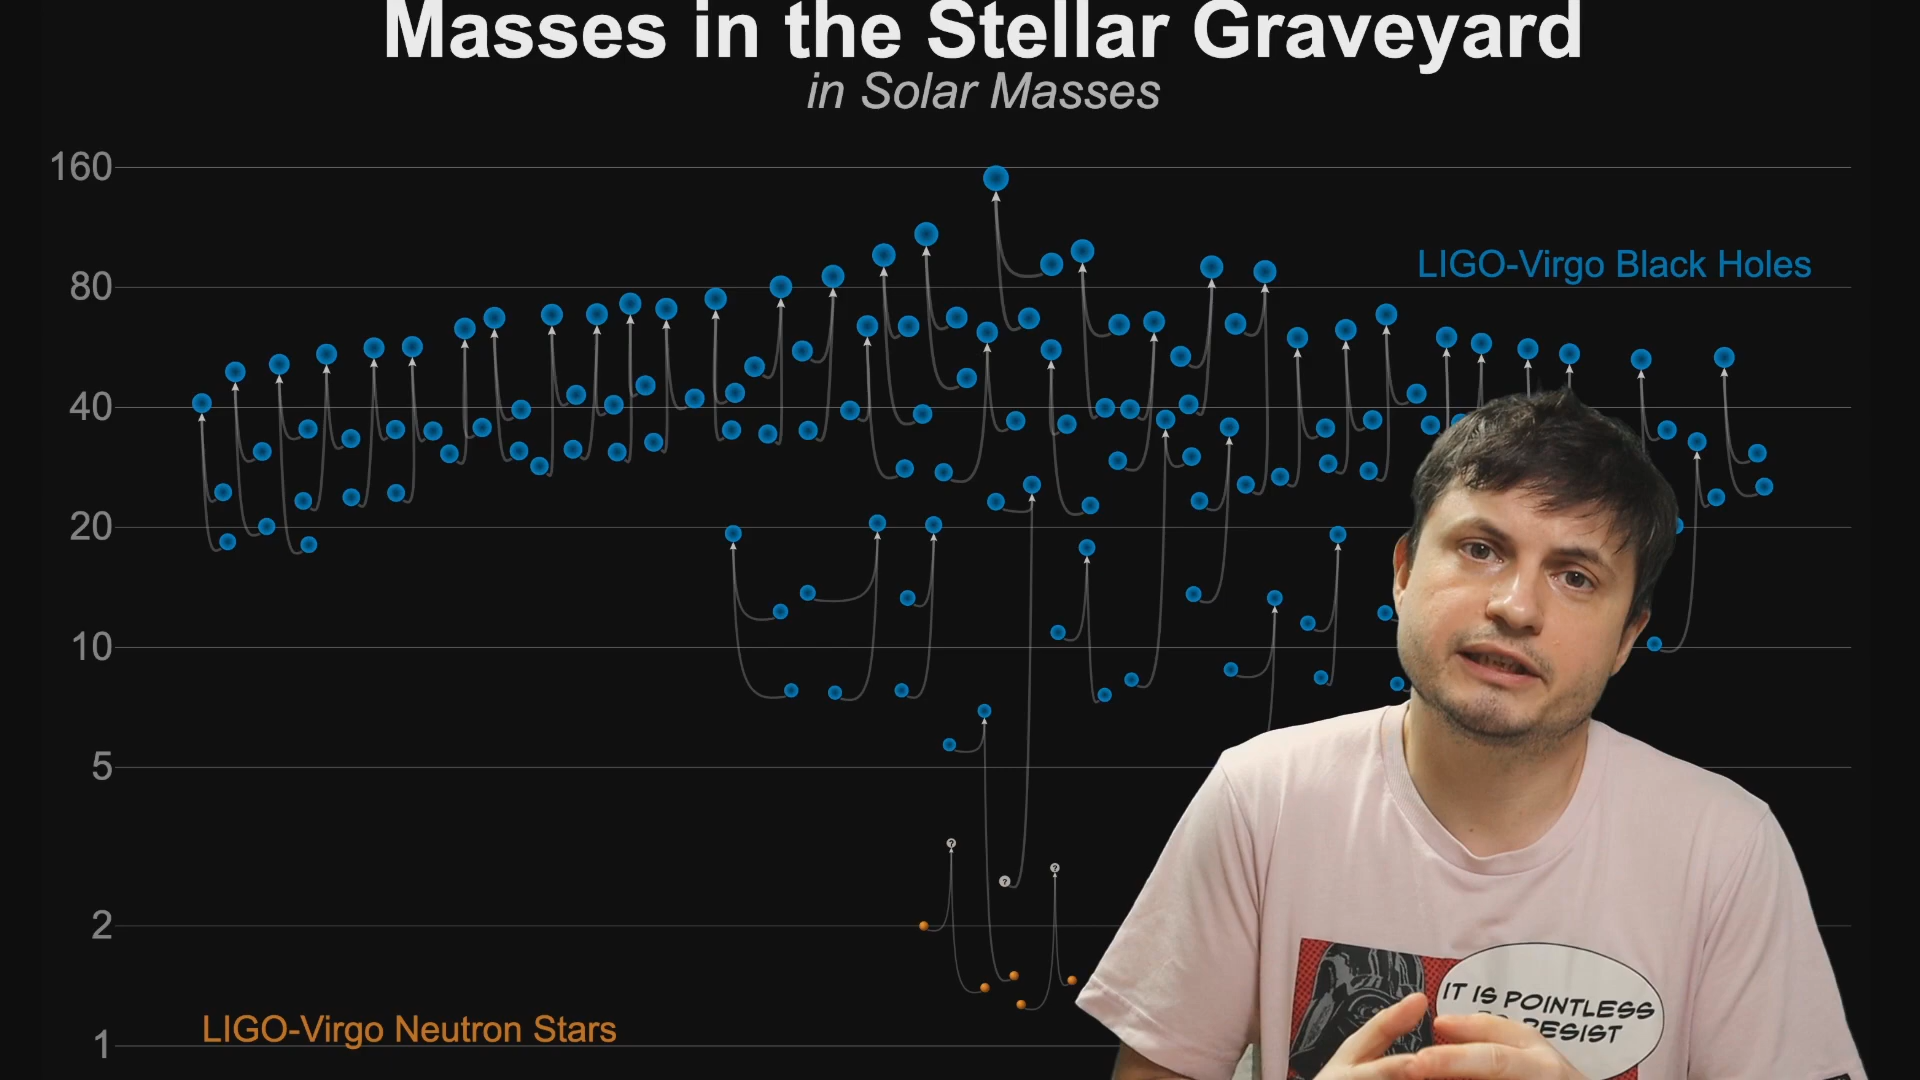 Masses in the Stellar Graveyard
in Solar Masses
160
LIGO-Virgo Black Holes
80
40
20
10
5
?
?
?
2
IT IS POINTLESS
RESIST
LIGO-Virgo Neutron Stars
1